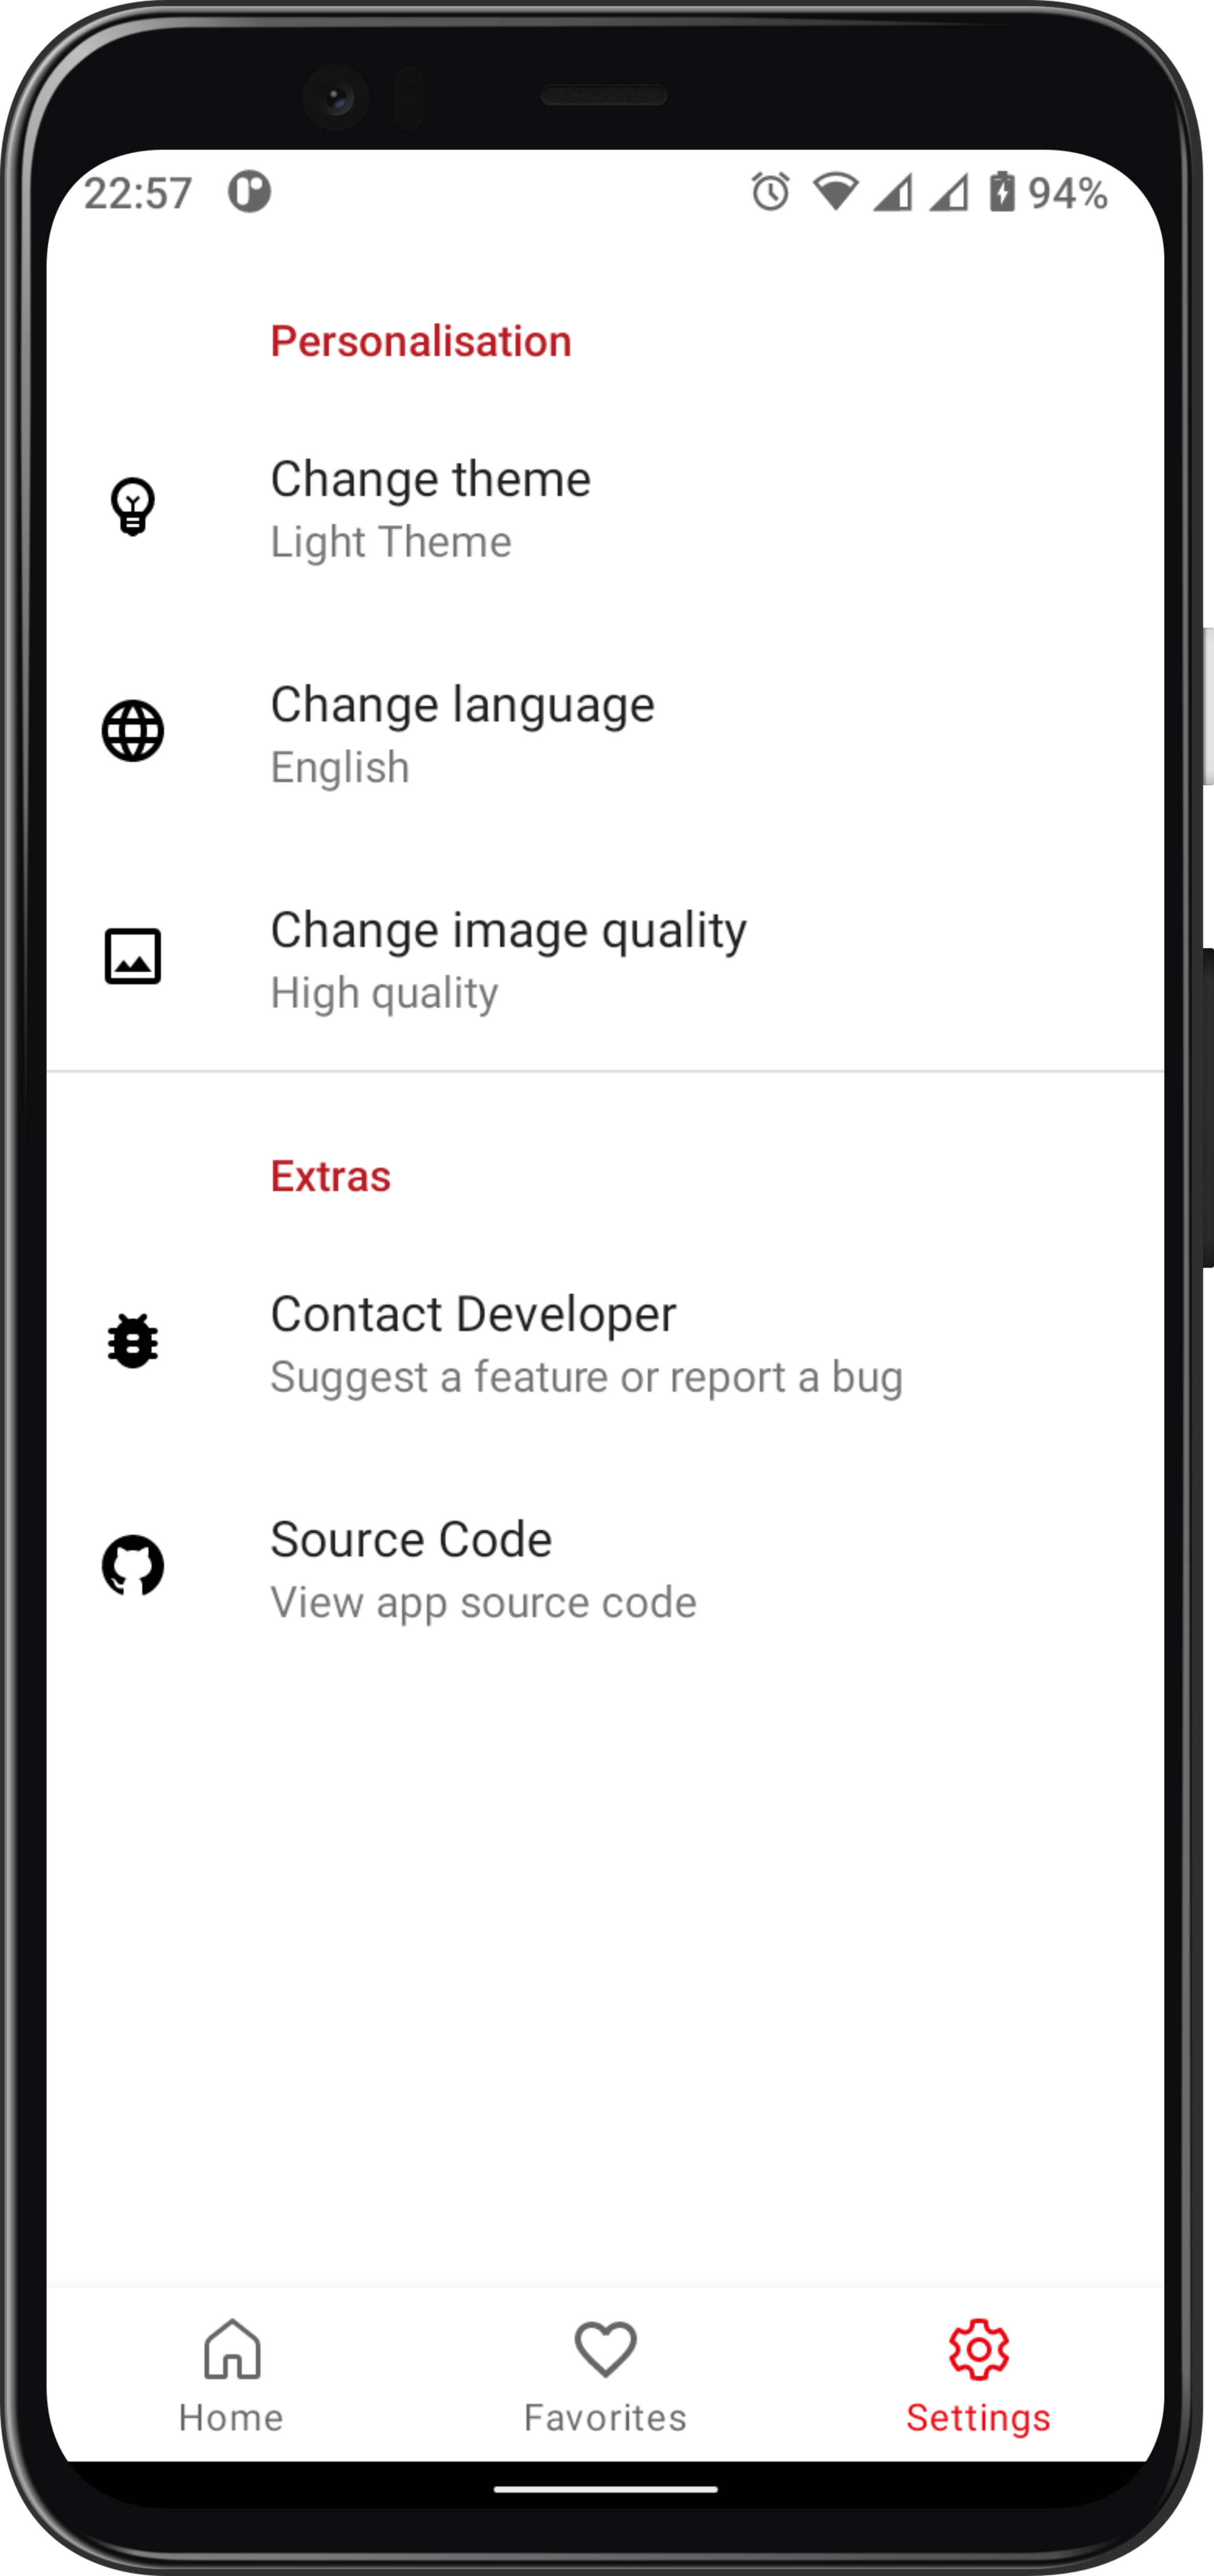 22:57 94%
Personalisation
Change theme
Light Theme
Change language
English
Change image quality
High quality
Extras
Contact Developer
Suggest a feature or report a bug
Source Code
View app source code
Home Favorites Settings